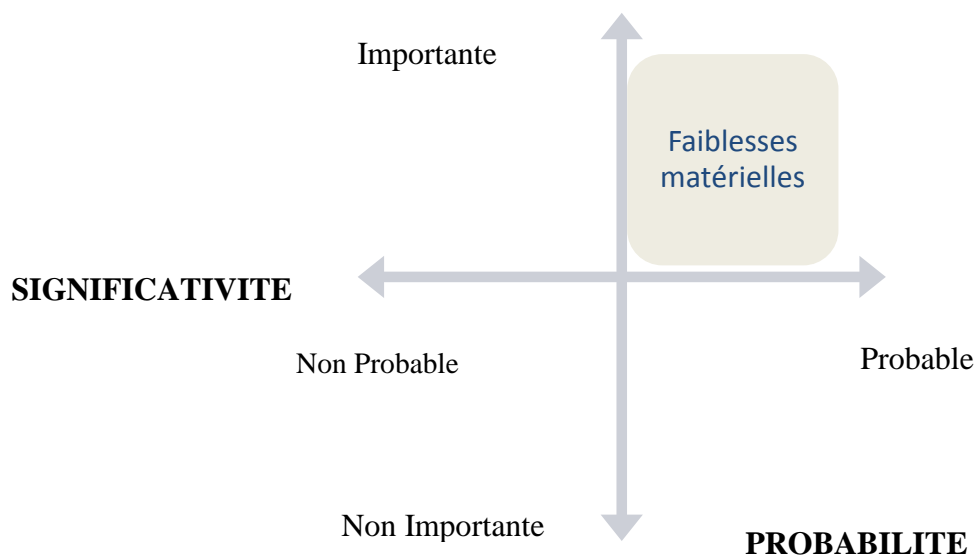 Importante
Faiblesses
matérielles
SIGNIFICATIVITE
Non Probable
Probable
Non Importante
PROBABILITE